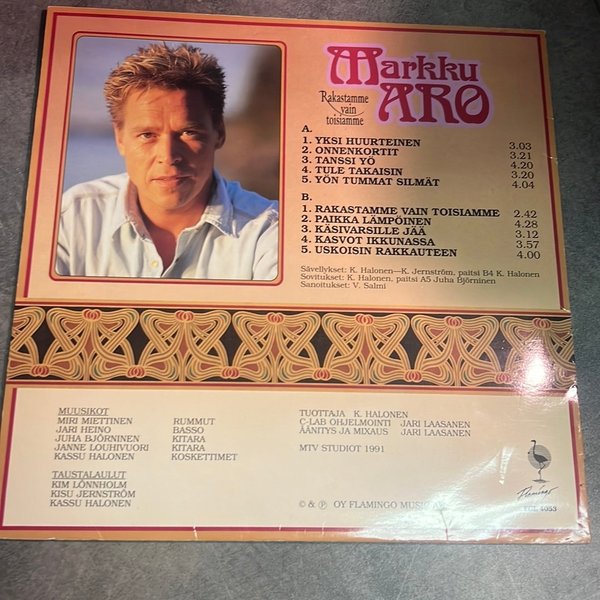 Markku
ARO
Rakastamme
vain
toisiamme
A.
1. YKSI HUURTEINEN 3.03
2. ONNENKORTIT 3.21
3. TANSSI YÖ 4.20
4. TULE TAKAISIN 3.20
5. YÖN TUMMAT SILMÄT 4.04
B.
1. RAKASTAMME VAIN TOISIAMME 2.42
2. PAIKKA LÄMPÖINEN 4.28
3. KÄSIVARSILLE JÄÄ 3.12
4. KASVOT IKKUNASSA 3.57
5. USKOISIN RAKKAUTEEN 4.00
Sävellykset: K. Halonen—K. Jernström, paitsi B4 K. Halonen
Sovitukset: K. Halonen, paitsi A5 Juha Björninen
Sanoitukset: V. Salmi
MUUSIKOT
MIRI MIETTINEN RUMMUT
JARI HEINO BASSO
JUHA BJÖRNINEN KITARA
JANNE LOUHIVUORI KITARA
KASSU HALONEN KOSKETTIMET
TAUSTALAULUT
KIM LÖNNHOLM
KISU JERNSTRÖM
KASSU HALONEN
TUOTTAJA K. HALONEN
C-LAB OHJELMOINTI JARI LAASANEN
ÄÄNITYS JA MIXAUS JARI LAASANEN
MTV STUDIOT 1991
© & ℗ OY FLAMINGO MUSIC
Flamingo
4053